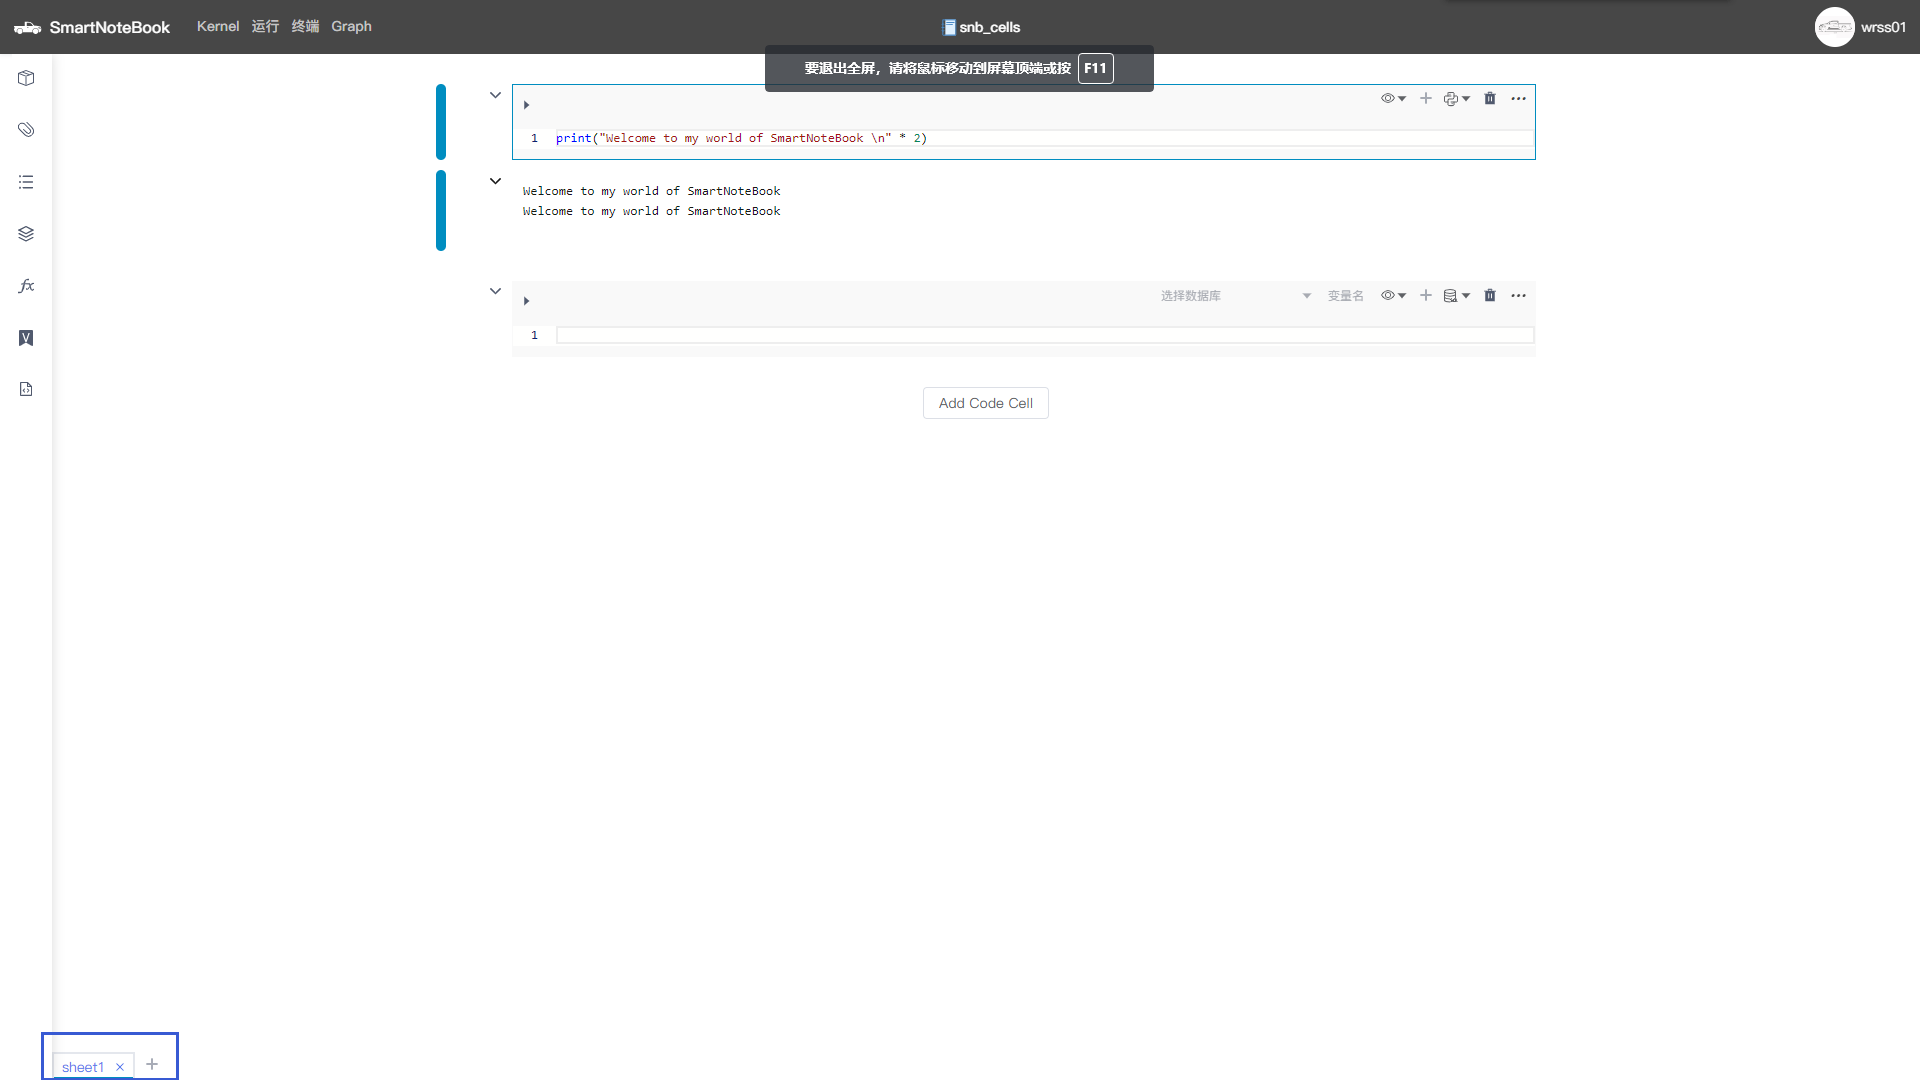 SmartNoteBook Kernel 运行 终端 Graph snb_cells wrss01
要退出全屏，请将鼠标移动到屏幕顶端或按 F11
1 print("Welcome to my world of SmartNoteBook \n" * 2)
Welcome to my world of SmartNoteBook
Welcome to my world of SmartNoteBook
选择数据库 变量名
1
Add Code Cell
sheet1 × +